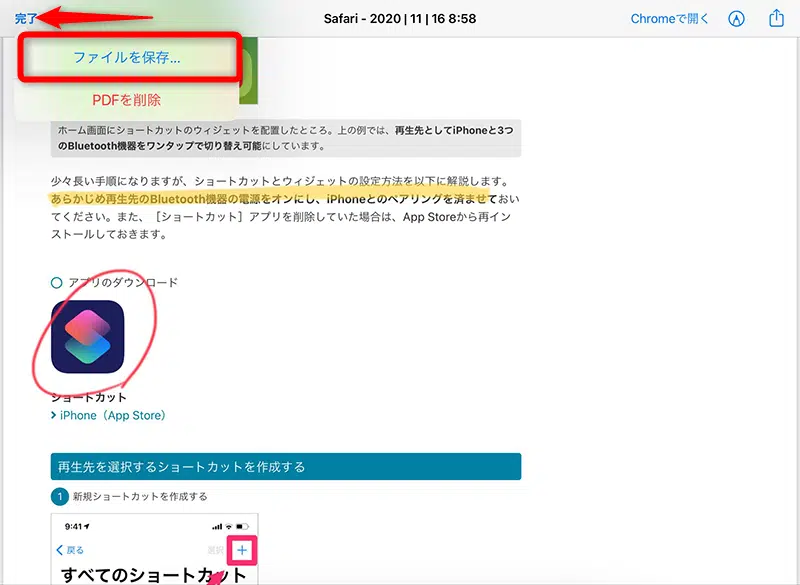 完了
Safari - 2020 | 11 | 16 8:58
Chromeで開く
ファイルを保存...
PDFを削除
ホーム画面にショートカットのウィジェットを配置したところ。上の例では、再生先としてiPhoneと3つ
のBluetooth機器をワンタップで切り替え可能にしています。
少々長い手順になりますが、ショートカットとウィジェットの設定方法を以下に解説します。
あらかじめ再生先のBluetooth機器の電源をオンにし、iPhoneとのペアリングを済ませておい
てください。また、［ショートカット］アプリを削除していた場合は、App Storeから再イン
ストールしておきます。
アプリのダウンロード
ショートカット
iPhone（App Store）
再生先を選択するショートカットを作成する
1 新規ショートカットを作成する
9:41
戻る
選択
すべてのショートカット